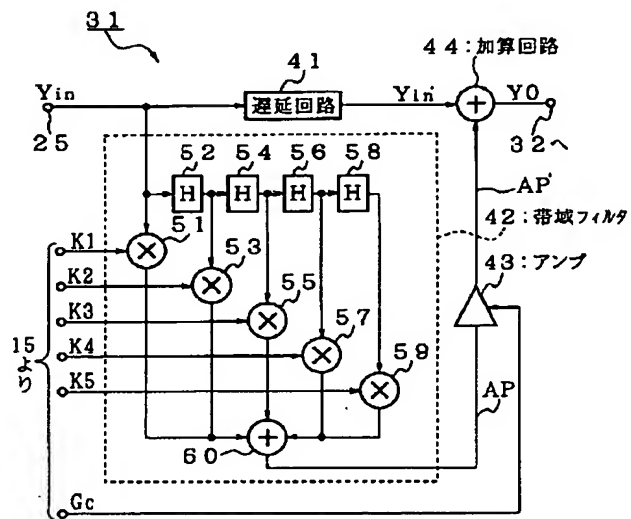 31
44：加算回路
41
Yin
遅延回路
Yin'
+
Y0
25
32へ
52
54
56
58
H
H
H
H
AP'
42：帯域フィルタ
K1
×
51
43：アンプ
K2
×
53
K3
×
55
15より
K4
×
57
K5
×
59
AP
+
60
Gc